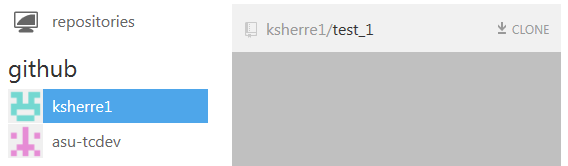 repositories
github
ksherre1
asu-tcdev
ksherre1/test_1
CLONE